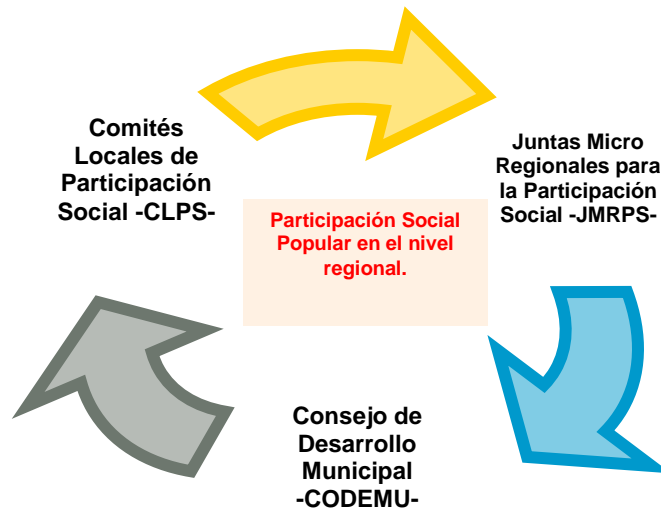 Comités
Locales de
Participación
Social -CLPS-
Juntas Micro
Regionales para
la Participación
Social -JMRPS-
Participación Social
Popular en el nivel
regional.
Consejo de
Desarrollo
Municipal
-CODEMU-